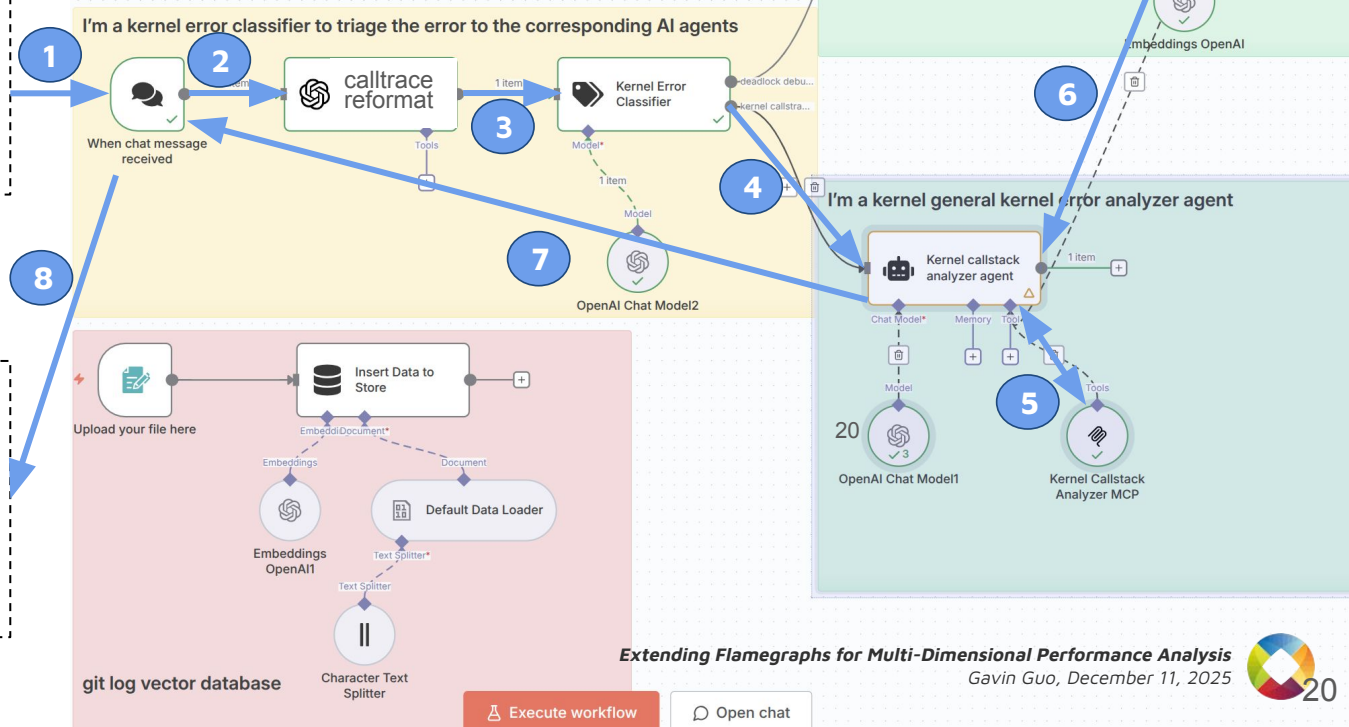 I'm a kernel error classifier to triage the error to the corresponding AI agents
Embeddings OpenAI
1
2
calltrace
reformat
1 item
3
Kernel Error
Classifier
deadlock debu...
kernel callstra...
6
When chat message
received
Tools
Model*
1 item
Model
4
I'm a kernel general kernel error analyzer agent
7
OpenAI Chat Model2
Kernel callstack
analyzer agent
1 item
Chat Model*
Memory
Tool
8
Model
Tools
5
20
3
OpenAI Chat Model1
Kernel Callstack
Analyzer MCP
Upload your file here
Insert Data to
Store
Document*
Embeddings
Document
Embeddings
OpenAI1
Default Data Loader
Text Splitter*
Text Splitter
Character Text
Splitter
git log vector database
Execute workflow
Open chat
Extending Flamegraphs for Multi-Dimensional Performance Analysis
Gavin Guo, December 11, 2025
20